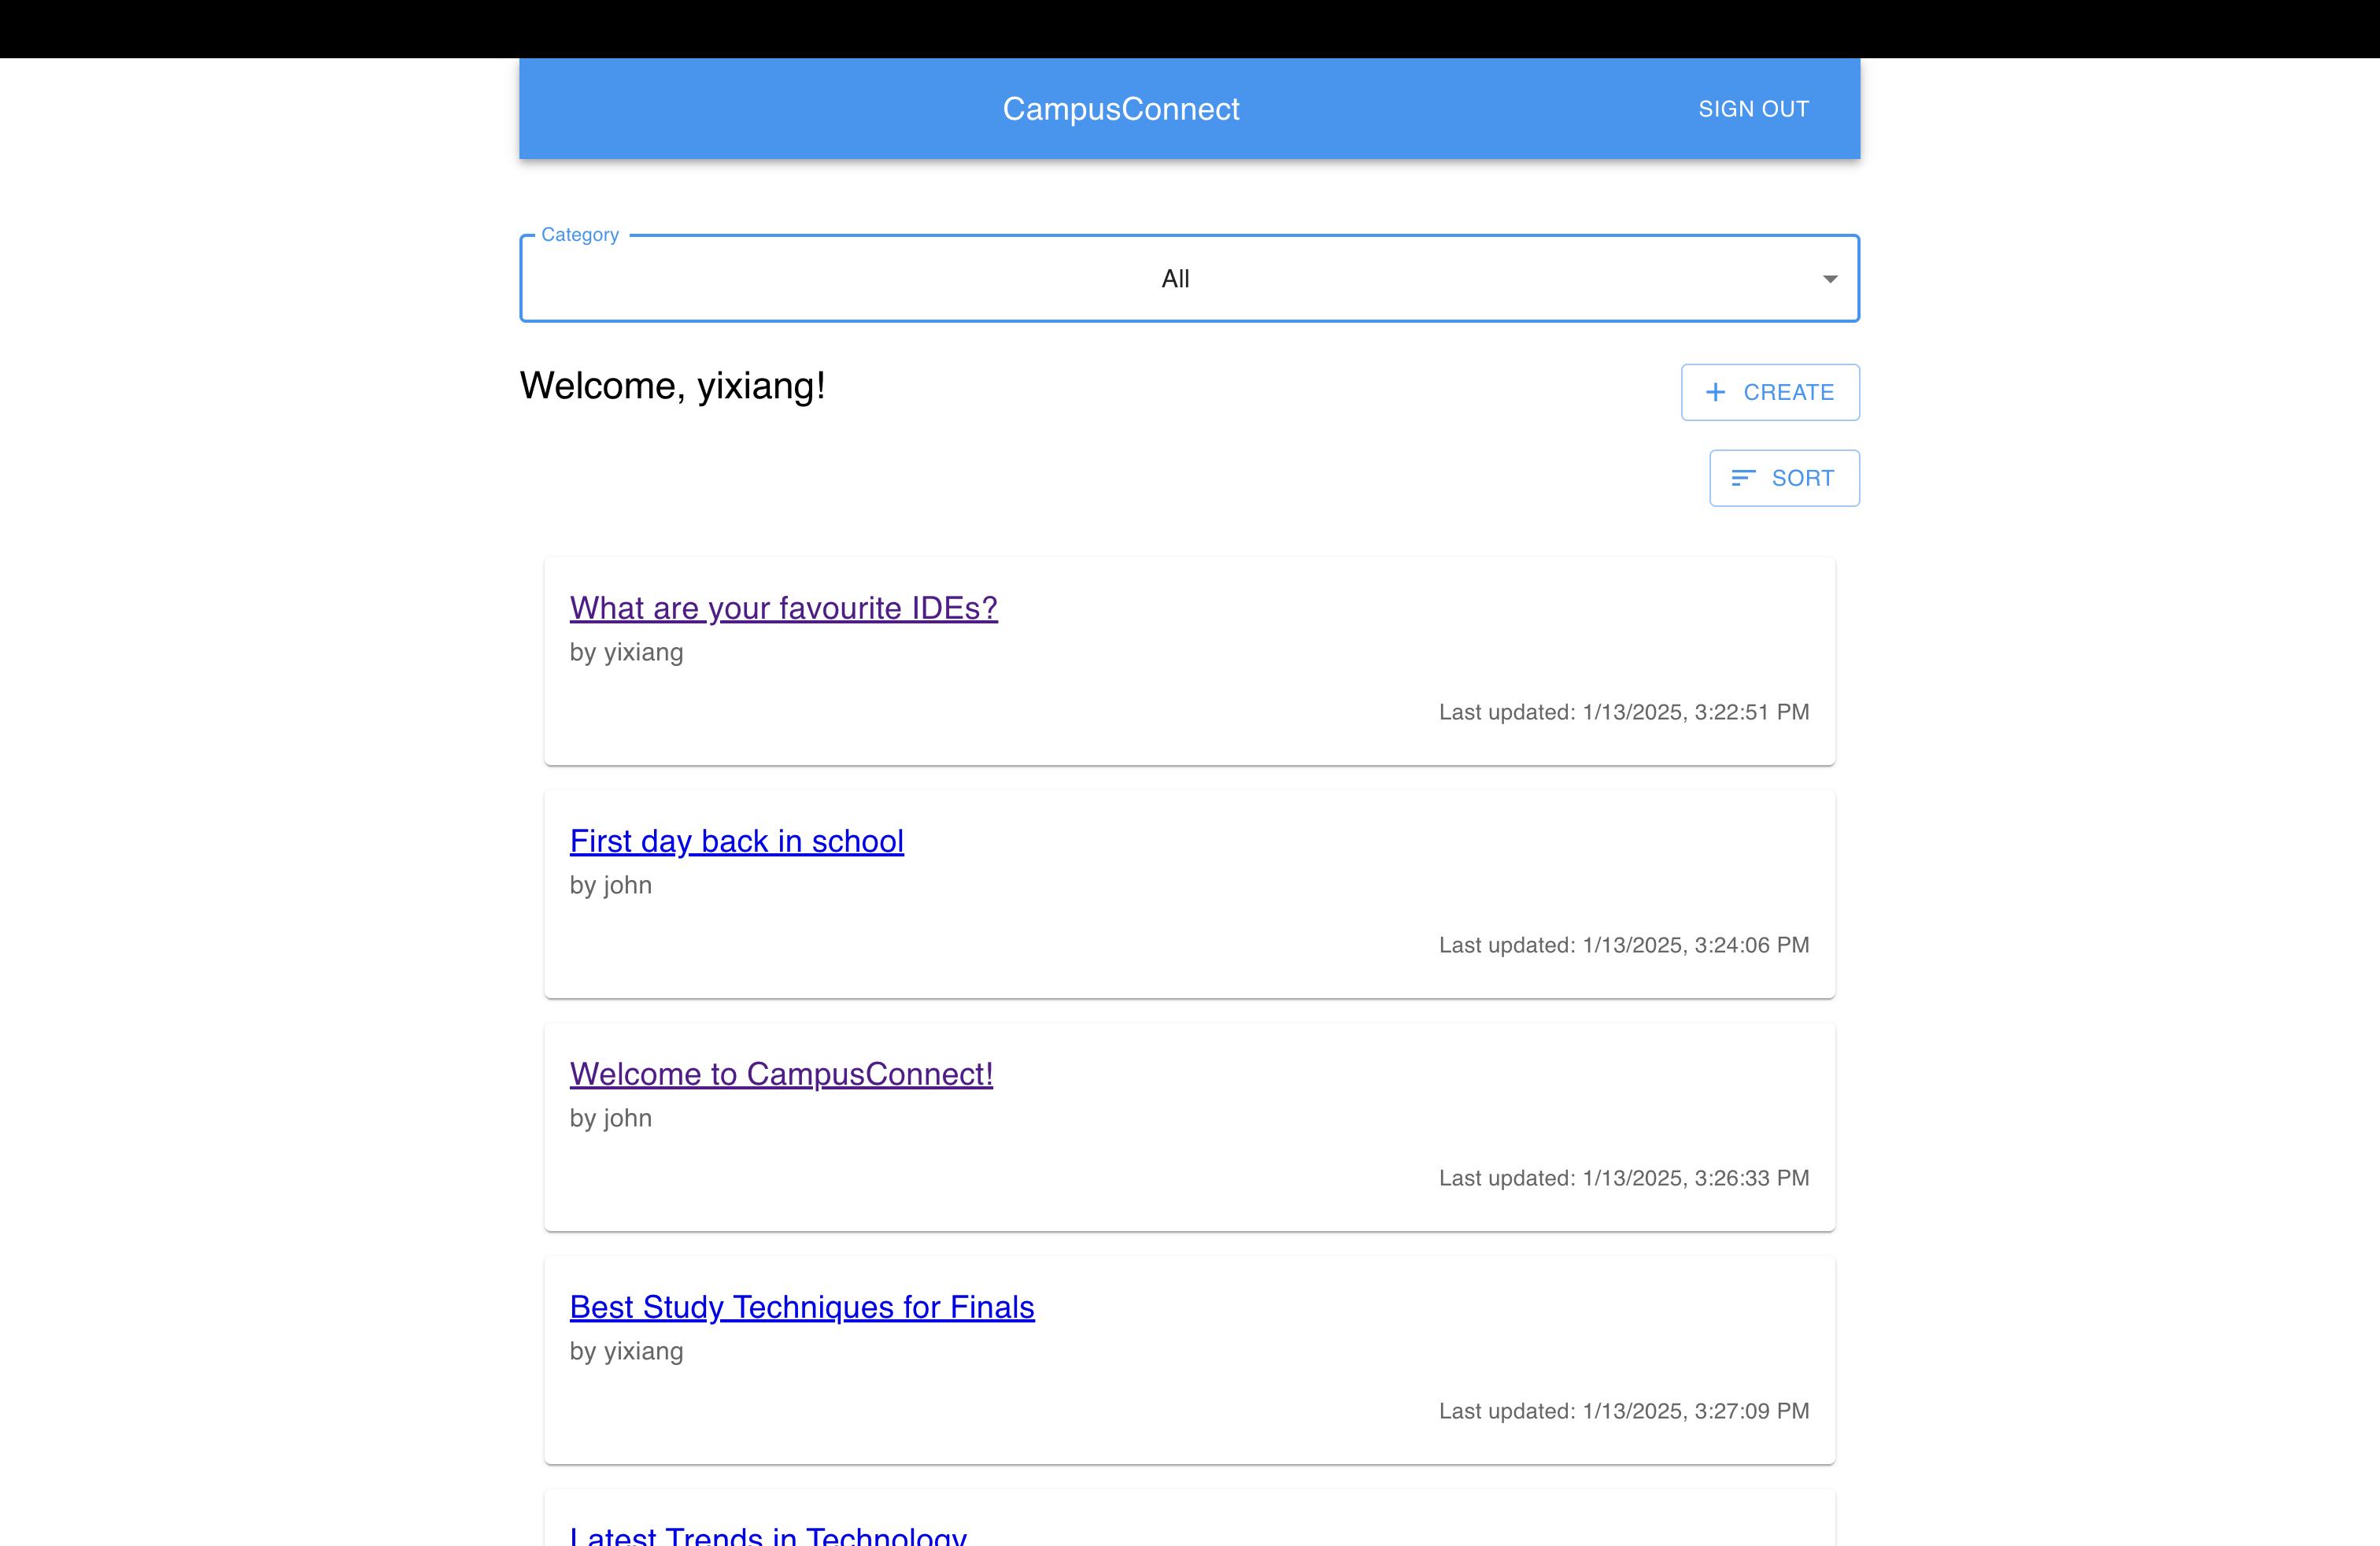 CampusConnect
SIGN OUT
Category
All
Welcome, yixiang!
CREATE
SORT
What are your favourite IDEs?
by yixiang
Last updated: 1/13/2025, 3:22:51 PM
First day back in school
by john
Last updated: 1/13/2025, 3:24:06 PM
Welcome to CampusConnect!
by john
Last updated: 1/13/2025, 3:26:33 PM
Best Study Techniques for Finals
by yixiang
Last updated: 1/13/2025, 3:27:09 PM
Latest Trends in Technology